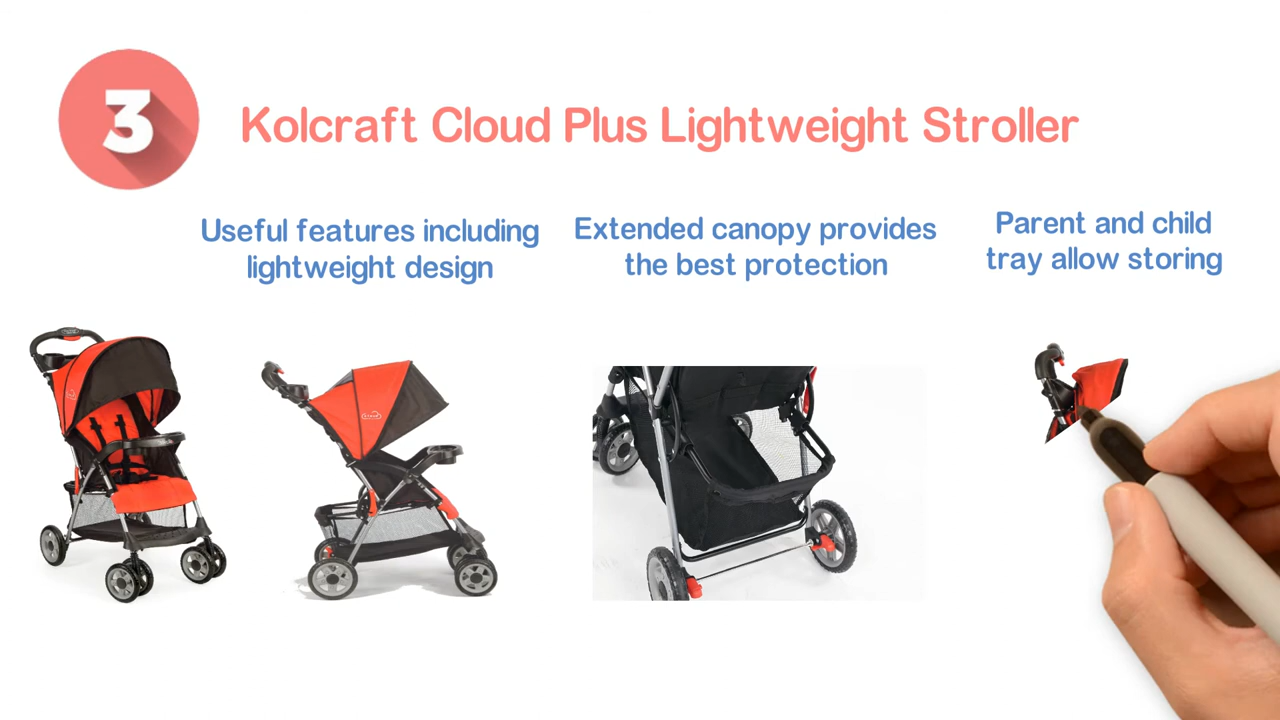 3
Kolcraft Cloud Plus Lightweight Stroller
Useful features including
lightweight design
Extended canopy provides
the best protection
Parent and child
tray allow storing